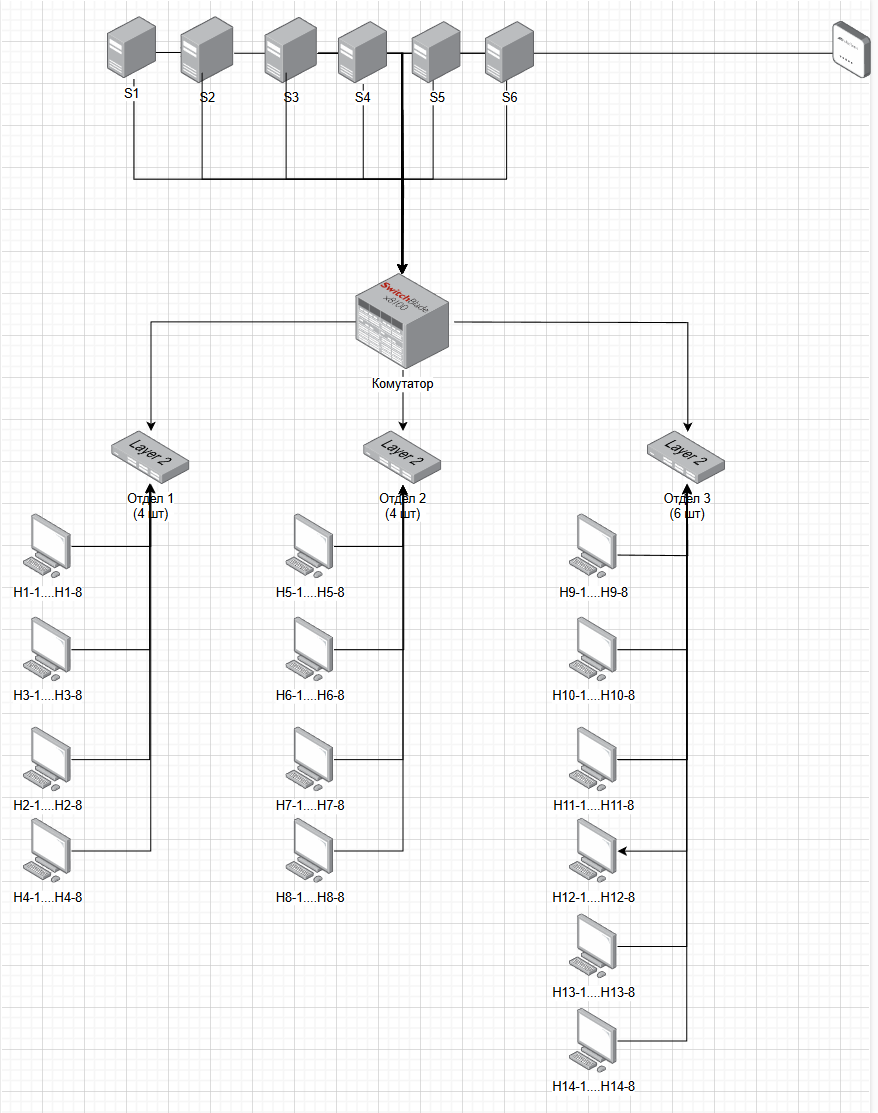 S1
S2
S3
S4
S5
S6
SwitchBlade
x8100
Комутатор
Layer 2
Layer 2
Layer 2
Отдел 1
(4 шт)
Отдел 2
(4 шт)
Отдел 3
(6 шт)
H1-1....H1-8
H5-1....H5-8
H9-1....H9-8
H3-1....H3-8
H6-1....H6-8
H10-1....H10-8
H2-1....H2-8
H7-1....H7-8
H11-1....H11-8
H4-1....H4-8
H8-1....H8-8
H12-1....H12-8
H13-1....H13-8
H14-1....H14-8